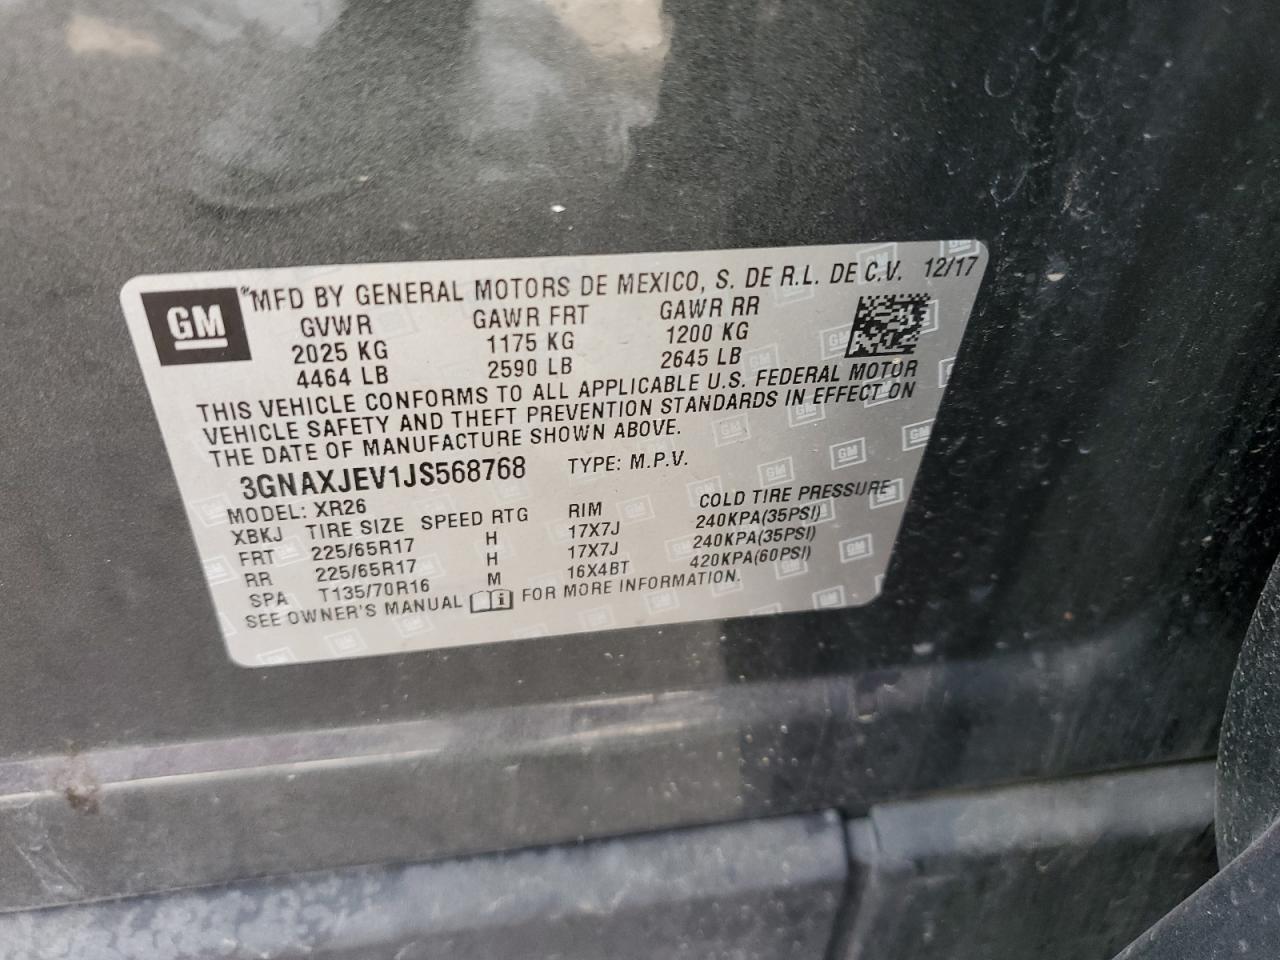 GM
MFD BY GENERAL MOTORS DE MEXICO, S. DE R.L. DE C.V. 12/17
GVWR GAWR FRT GAWR RR
2025 KG 1175 KG 1200 KG
4464 LB 2590 LB 2645 LB
THIS VEHICLE CONFORMS TO ALL APPLICABLE U.S. FEDERAL MOTOR
VEHICLE SAFETY AND THEFT PREVENTION STANDARDS IN EFFECT ON
THE DATE OF MANUFACTURE SHOWN ABOVE.
3GNAXJEV1JS568768 TYPE: M.P.V.
MODEL: XR26
XBKJ TIRE SIZE SPEED RTG RIM COLD TIRE PRESSURE
FRT 225/65R17 H 17X7J 240KPA(35PSI)
RR 225/65R17 H 17X7J 240KPA(35PSI)
SPA T135/70R16 M 16X4BT 420KPA(60PSI)
SEE OWNER'S MANUAL i FOR MORE INFORMATION.